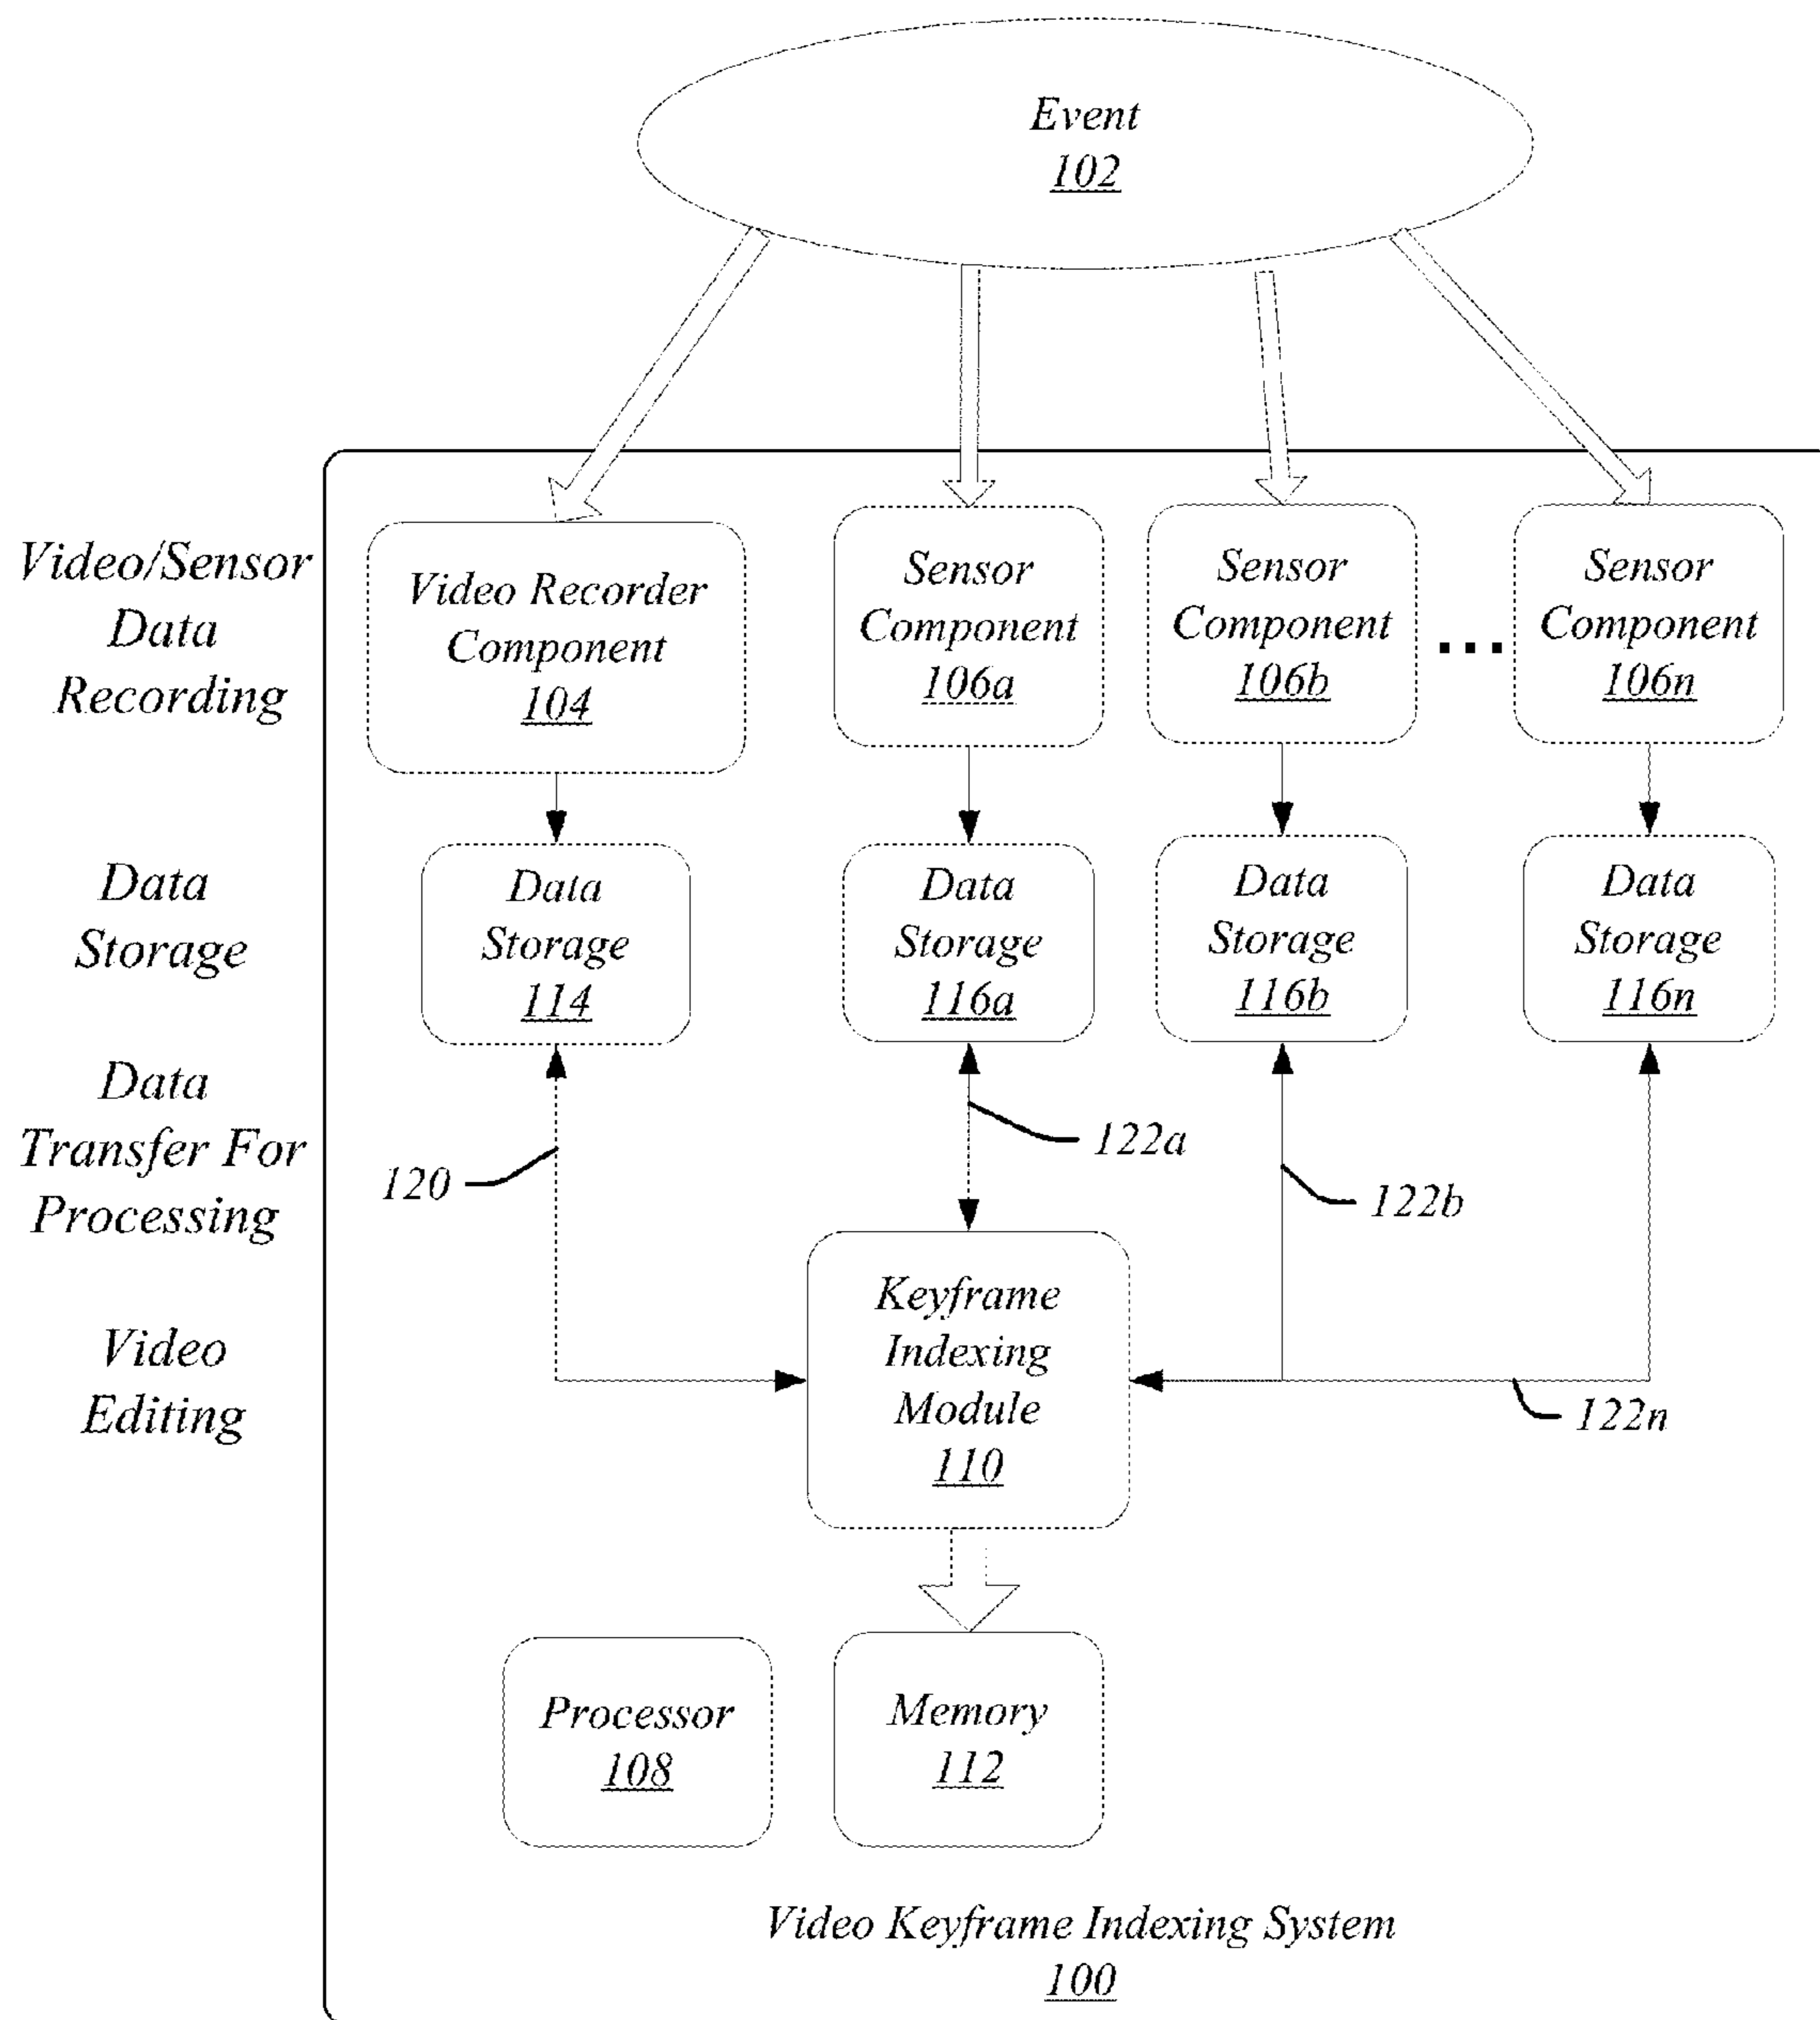 Event
102
Video/Sensor
Data
Recording
Video Recorder
Component
104
Sensor
Component
106a
Sensor
Component
106b
...
Sensor
Component
106n
Data
Storage
Data
Storage
114
Data
Storage
116a
Data
Storage
116b
Data
Storage
116n
Data
Transfer For
Processing
120
122a
122b
Video
Editing
Keyframe
Indexing
Module
110
122n
Processor
108
Memory
112
Video Keyframe Indexing System
100